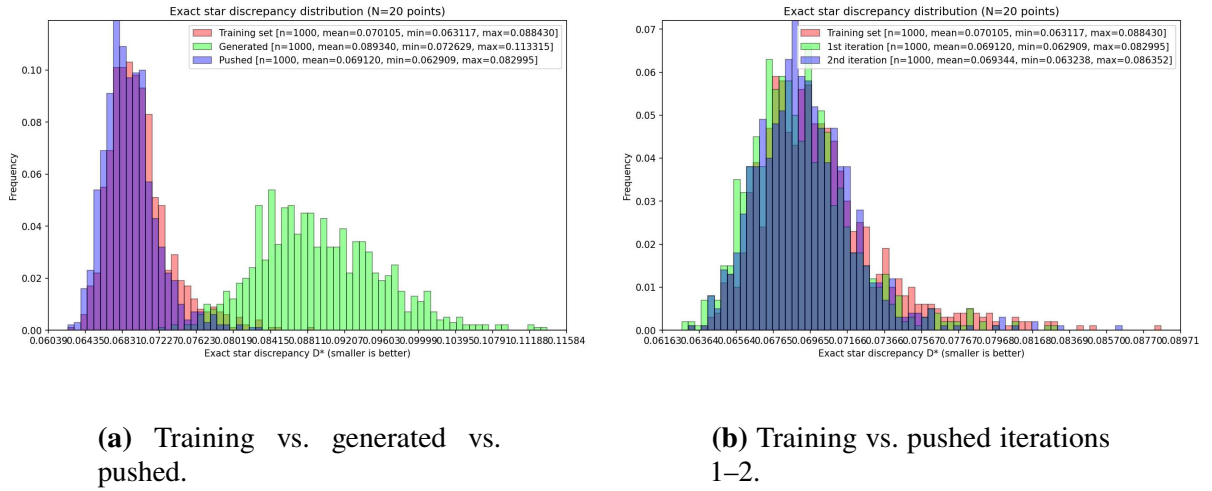 Exact star discrepancy distribution (N=20 points)
Training set [n=1000, mean=0.070105, min=0.063117, max=0.088430]
Generated [n=1000, mean=0.089340, min=0.072629, max=0.113315]
Pushed [n=1000, mean=0.069120, min=0.062909, max=0.082995]
Frequency
0.10
0.08
0.06
0.04
0.02
0.00
0.06039 0.06435 0.06831 0.07227 0.07623 0.08019 0.08415 0.08811 0.09207 0.09603 0.09999 0.10395 0.10791 0.11188 0.11584
Exact star discrepancy D* (smaller is better)
Exact star discrepancy distribution (N=20 points)
Training set [n=1000, mean=0.070105, min=0.063117, max=0.088430]
1st iteration [n=1000, mean=0.069120, min=0.062909, max=0.082995]
2nd iteration [n=1000, mean=0.069344, min=0.063238, max=0.086352]
Frequency
0.07
0.06
0.05
0.04
0.03
0.02
0.01
0.00
0.06163 0.06364 0.06564 0.06765 0.06965 0.07166 0.07366 0.07567 0.07968 0.08168 0.08369 0.08570 0.08770 0.08971
Exact star discrepancy D* (smaller is better)
(a) Training vs. generated vs.
pushed.
(b) Training vs. pushed iterations
1–2.